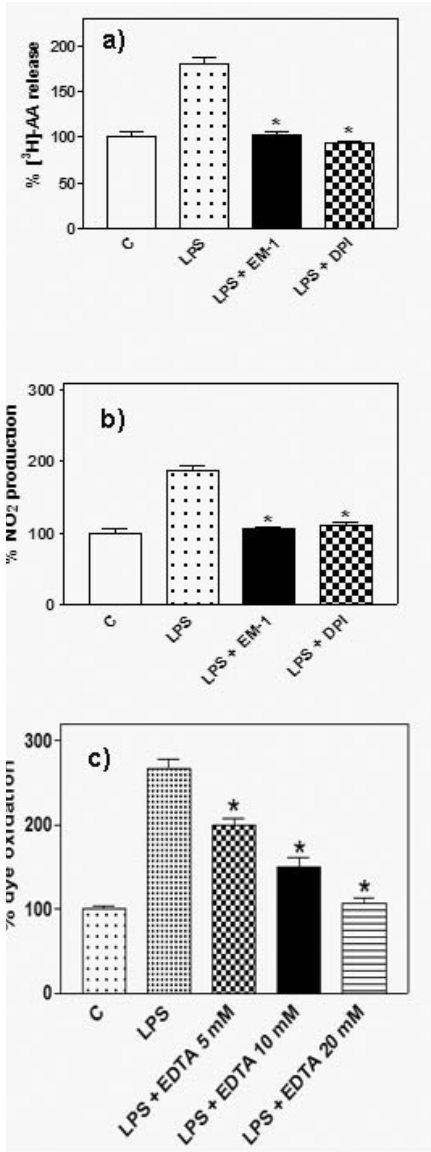 a)
% [³H]-AA release
200
150
100
50
0
C
LPS
LPS + EM-1
LPS + DPI
*
*
b)
% NO₂ production
300
200
100
0
C
LPS
LPS + EM-1
LPS + DPI
*
*
c)
% dye oxidation
300
200
100
0
C
LPS
LPS + EDTA 5 mM
LPS + EDTA 10 mM
LPS + EDTA 20 mM
*
*
*